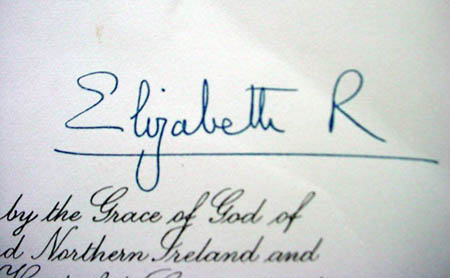 Elizabeth R
by the Grace of God of
d Northern Ireland and